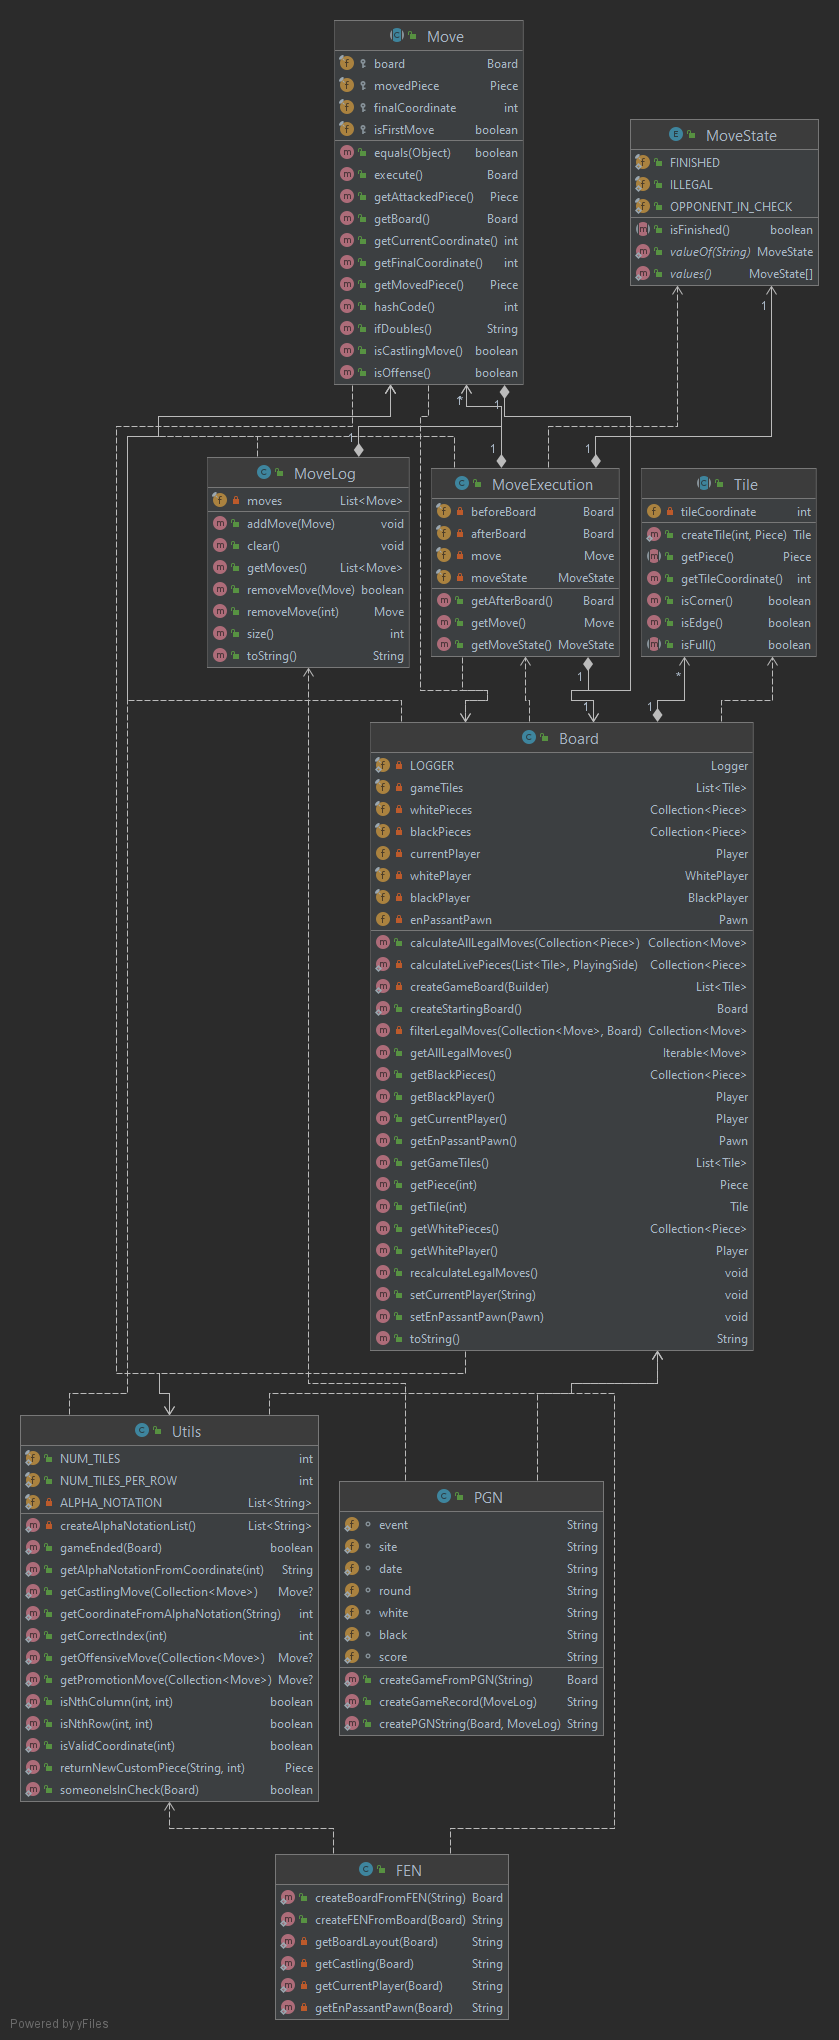 Move
board Board
movedPiece Piece
finalCoordinate int
isFirstMove boolean
equals(Object) boolean
execute() Board
getAttackedPiece() Piece
getBoard() Board
getCurrentCoordinate() int
getFinalCoordinate() int
getMovedPiece() Piece
hashCode() int
ifDoubles() String
isCastlingMove() boolean
isOffense() boolean
MoveState
FINISHED
ILLEGAL
OPPONENT_IN_CHECK
isFinished() boolean
valueOf(String) MoveState
values() MoveState[]
1
*
1
1
1
1
MoveLog
moves List<Move>
addMove(Move) void
clear() void
getMoves() List<Move>
removeMove(Move) boolean
removeMove(int) Move
size() int
toString() String
MoveExecution
beforeBoard Board
afterBoard Board
move Move
moveState MoveState
getAfterBoard() Board
getMove() Move
getMoveState() MoveState
Tile
tileCoordinate int
createTile(int, Piece) Tile
getPiece() Piece
getTileCoordinate() int
isCorner() boolean
isEdge() boolean
isFull() boolean
1
*
1
1
Board
LOGGER Logger
gameTiles List<Tile>
whitePieces Collection<Piece>
blackPieces Collection<Piece>
currentPlayer Player
whitePlayer WhitePlayer
blackPlayer BlackPlayer
enPassantPawn Pawn
calculateAllLegalMoves(Collection<Piece>) Collection<Move>
calculateLivePieces(List<Tile>, PlayingSide) Collection<Piece>
createGameBoard(Builder) List<Tile>
createStartingBoard() Board
filterLegalMoves(Collection<Move>, Board) Collection<Move>
getAllLegalMoves() Iterable<Move>
getBlackPieces() Collection<Piece>
getBlackPlayer() Player
getCurrentPlayer() Player
getEnPassantPawn() Pawn
getGameTiles() List<Tile>
getPiece(int) Piece
getTile(int) Tile
getWhitePieces() Collection<Piece>
getWhitePlayer() Player
recalculateLegalMoves() void
setCurrentPlayer(String) void
setEnPassantPawn(Pawn) void
toString() String
Utils
NUM_TILES int
NUM_TILES_PER_ROW int
ALPHA_NOTATION List<String>
createAlphaNotationList() List<String>
gameEnded(Board) boolean
getAlphaNotationFromCoordinate(int) String
getCastlingMove(Collection<Move>) Move?
getCoordinateFromAlphaNotation(String) int
getCorrectIndex(int) int
getOffensiveMove(Collection<Move>) Move?
getPromotionMove(Collection<Move>) Move?
isNthColumn(int, int) boolean
isNthRow(int, int) boolean
isValidCoordinate(int) boolean
returnNewCustomPiece(String, int) Piece
someoneIsInCheck(Board) boolean
PGN
event String
site String
date String
round String
white String
black String
score String
createGameFromPGN(String) Board
createGameRecord(MoveLog) String
createPGNString(Board, MoveLog) String
FEN
createBoardFromFEN(String) Board
createFENFromBoard(Board) String
getBoardLayout(Board) String
getCastling(Board) String
getCurrentPlayer(Board) String
getEnPassantPawn(Board) String
Powered by yFiles